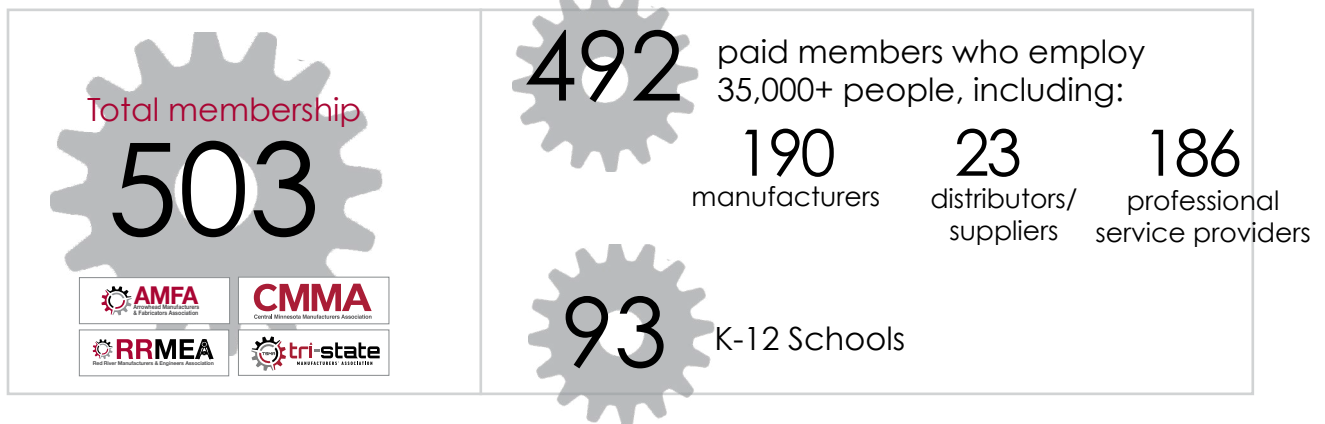 Total membership
503
AMFA
Arrowhead Manufacturers
& Fabricators Association
CMMA
Central Minnesota Manufacturers Association
RRMEA
Red River Manufacturers & Engineers Association
tri-state
MANUFACTURERS' ASSOCIATION
492
paid members who employ
35,000+ people, including:
190
manufacturers
23
distributors/
suppliers
186
professional
service providers
93
K-12 Schools